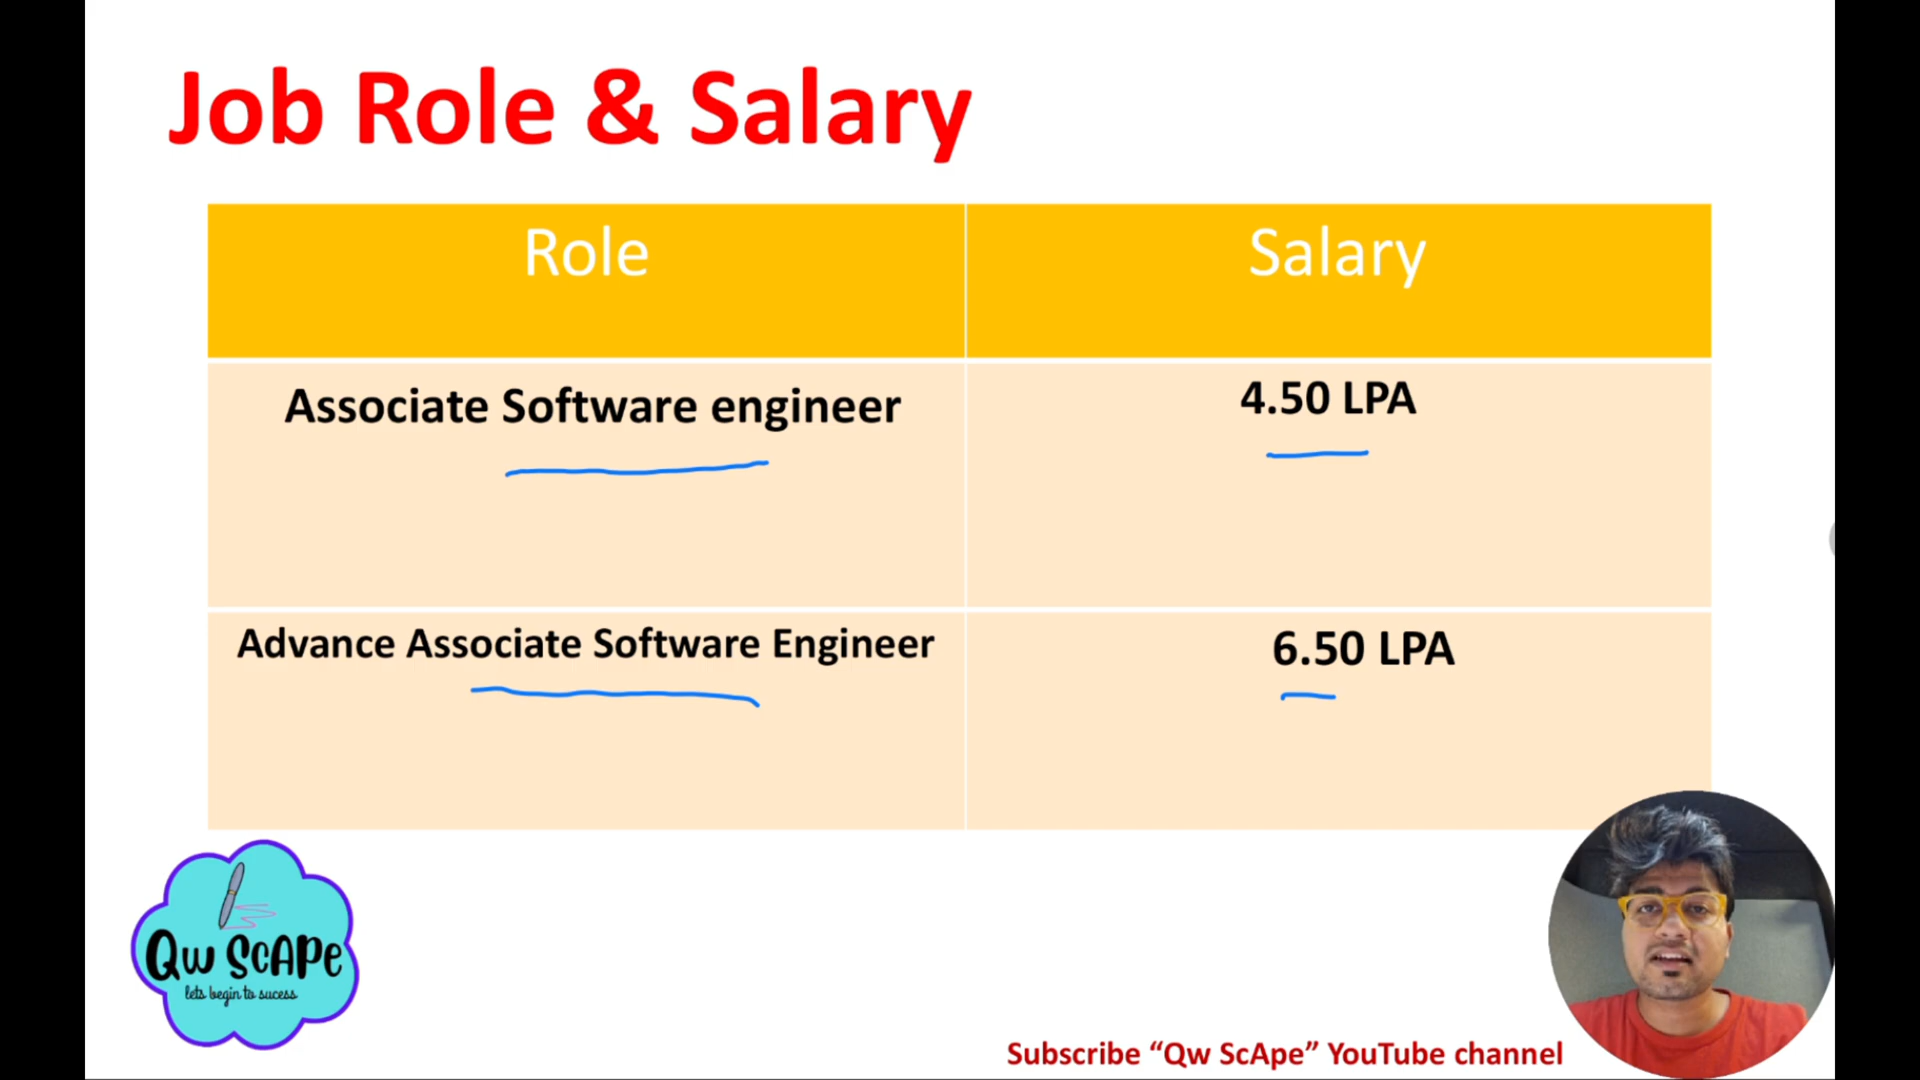 Job Role & Salary
Role
Salary
Associate Software engineer
4.50 LPA
Advance Associate Software Engineer
6.50 LPA
Qw ScAPe
lets begin to sucess
Subscribe “Qw ScApe” YouTube channel